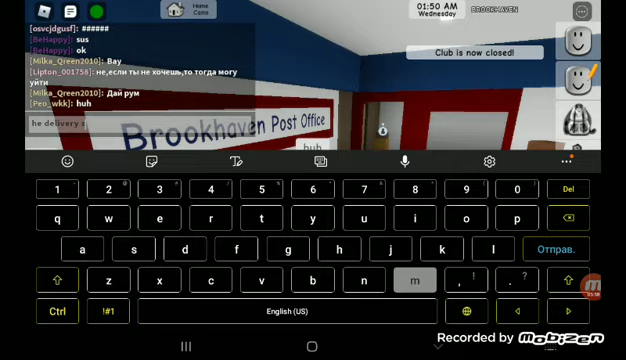 [osvcjdgusf]: ######
[BeHappy]: sus
[BeHappy]: ok
[Milka_Qreen2010]: Вау
[Lipton_001758]: не,если ты не хочешь,то тогда могу
уйти
[Milka_Qreen2010]: Дай рум
[Peo_wkk]: huh
he delivery s
Home
Come
01:50 AM
Wednesday
BROOKHAVEN
Club is now closed!
Brookhaven Post Office
huh
1 2 3 4 5 6 7 8 9 0 Del
q w e r t y u i o p
a s d f g h j k l Отправ.
z x c v b n m , ! . ?
Ctrl !#1 English (US)
Recorded by MOBIZEN